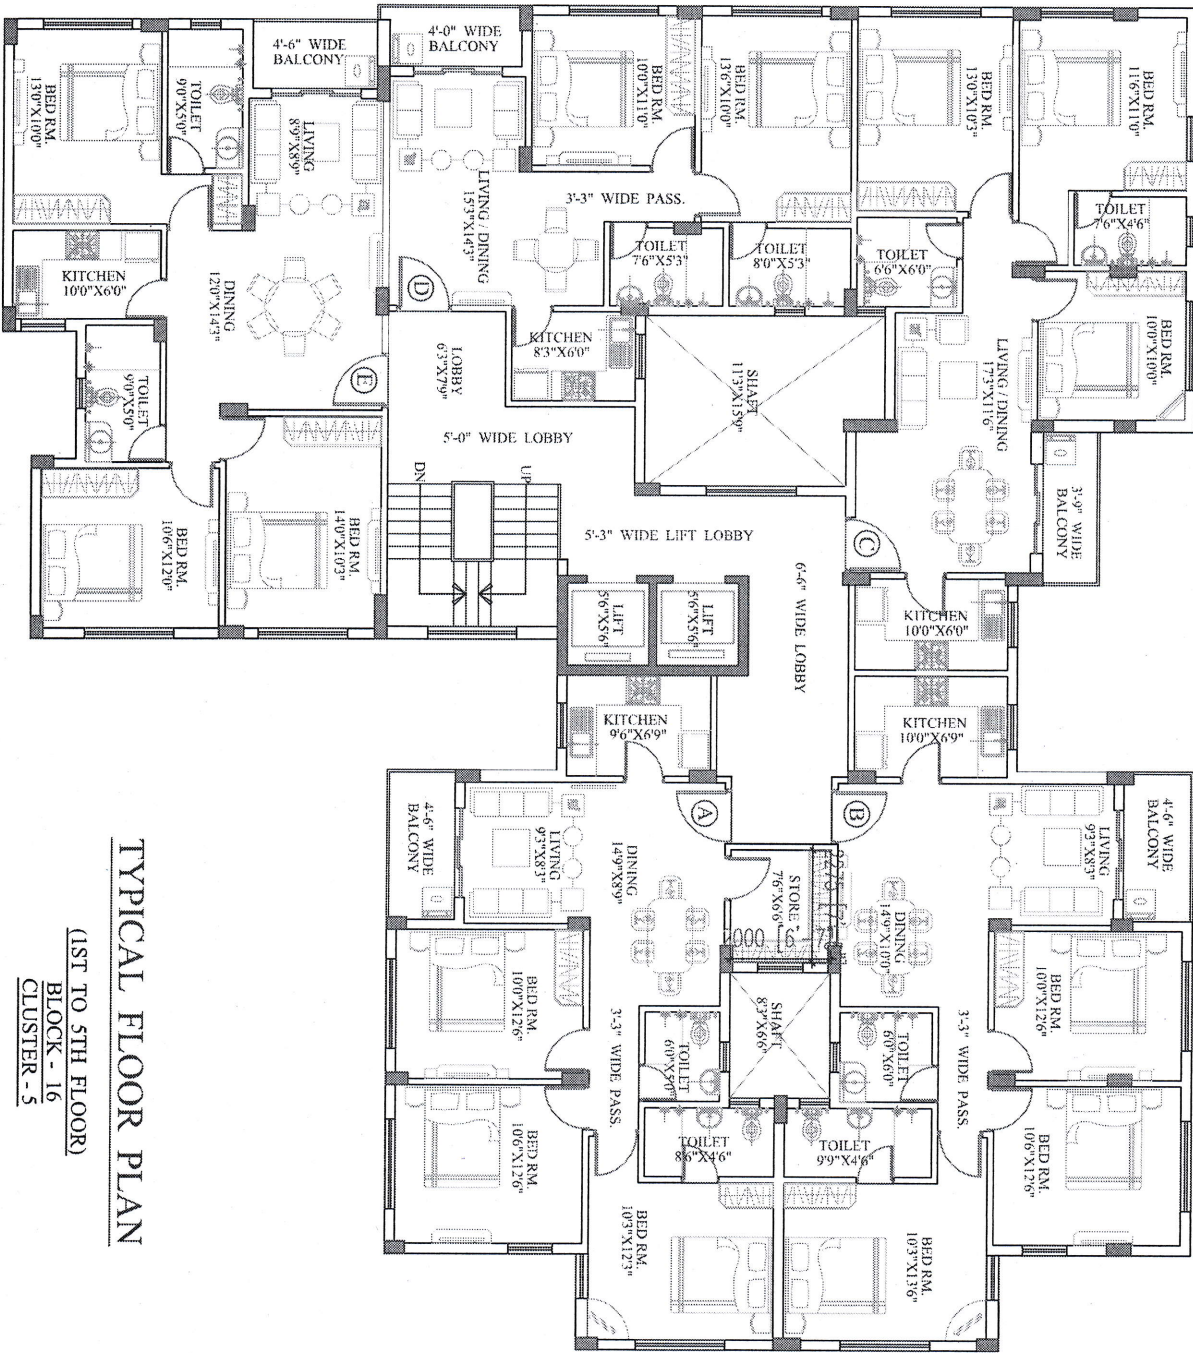 4'-6" WIDE
BALCONY
4'-0" WIDE
BALCONY
BED RM.
13'0"X10'0"
TOILET
9'0"X5'0"
LIVING
8'9"X8'9"
LIVING / DINING
15'3"X14'3"
BED RM.
10'0"X11'0"
BED RM.
13'6"X10'0"
BED RM.
13'0"X10'3"
BED RM.
11'6"X11'0"
3'-3" WIDE PASS.
TOILET
7'6"X5'3"
TOILET
8'0"X5'3"
TOILET
6'6"X6'0"
TOILET
7'6"X4'6"
KITCHEN
10'0"X6'0"
DINING
12'0"X14'3"
D
KITCHEN
8'3"X6'0"
LOBBY
6'3"X7'9"
SHAFT
11'3"X15'9"
LIVING / DINING
17'3"X11'6"
BED RM.
10'0"X10'0"
TOILET
9'0"X5'0"
E
5'-0" WIDE LOBBY
DN
UP
3'-9" WIDE
BALCONY
BED RM.
10'6"X12'0"
BED RM.
14'0"X10'3"
5'-3" WIDE LIFT LOBBY
C
6'-6" WIDE LOBBY
LIFT
5'6"X5'6"
LIFT
5'6"X5'6"
KITCHEN
10'0"X6'0"
KITCHEN
9'6"X6'9"
KITCHEN
10'0"X6'9"
4'-6" WIDE
BALCONY
LIVING
9'3"X8'3"
A
B
LIVING
9'3"X8'3"
4'-6" WIDE
BALCONY
DINING
14'9"X8'9"
STORE
7'6"X6'6"
DINING
14'9"X10'0"
BED RM.
10'0"X12'6"
3'-3" WIDE PASS.
TOILET
6'0"X5'0"
SHAFT
8'3"X6'6"
TOILET
6'0"X6'0"
3'-3" WIDE PASS.
BED RM.
10'0"X12'6"
BED RM.
10'6"X12'6"
TOILET
8'6"X4'6"
TOILET
9'9"X4'6"
BED RM.
10'6"X12'6"
BED RM.
10'3"X12'3"
BED RM.
10'3"X13'6"
TYPICAL FLOOR PLAN
(1ST TO 5TH FLOOR)
BLOCK - 16
CLUSTER - 5